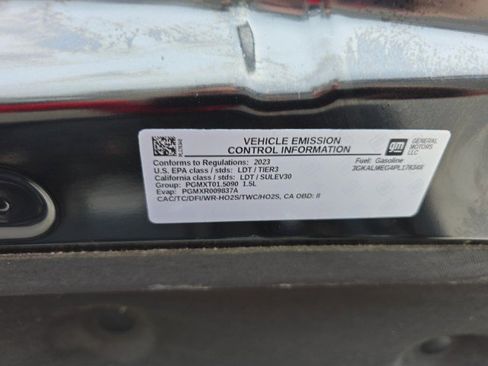 VEHICLE EMISSION
CONTROL INFORMATION
gm
GENERAL
MOTORS
LLC
Conforms to Regulations: 2023
Fuel: Gasoline
U.S. EPA class / stds: LDT / TIER3
California class / stds: LDT / SULEV30
Group: PGMXT01.5090 1.5L
Evap: PGMXR009837A
CAC/TC/DFI/WR-HO2S/TWC/HO2S, CA OBD: II